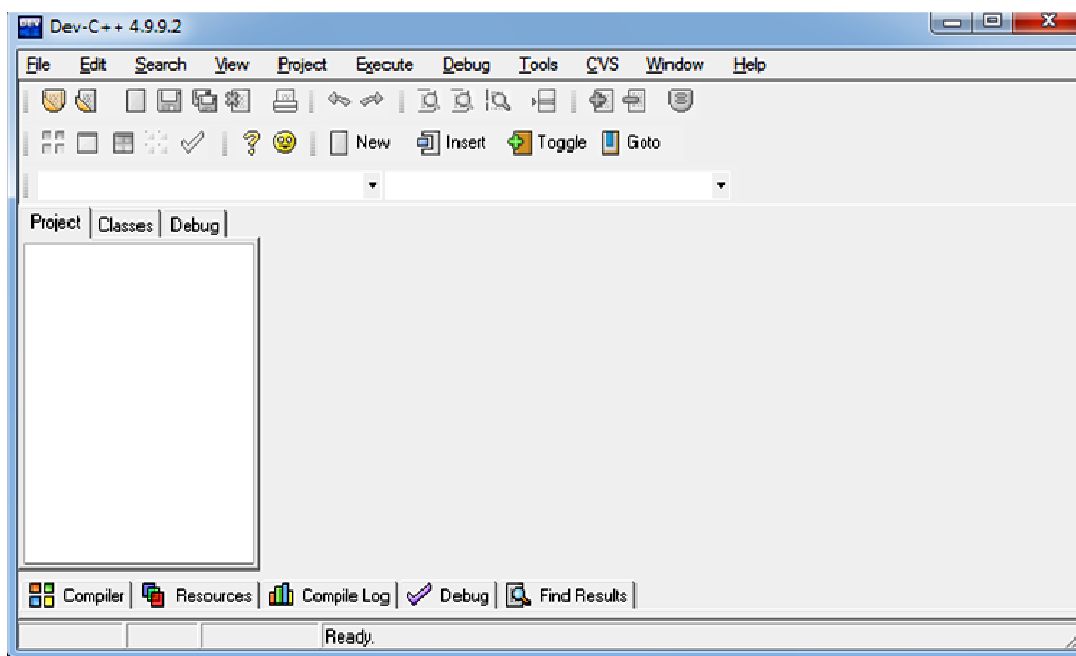 DEV Dev-C++ 4.9.9.2
File Edit Search View Project Execute Debug Tools CVS Window Help
New Insert Toggle Goto
Project Classes Debug
Compiler Resources Compile Log Debug Find Results
Ready.